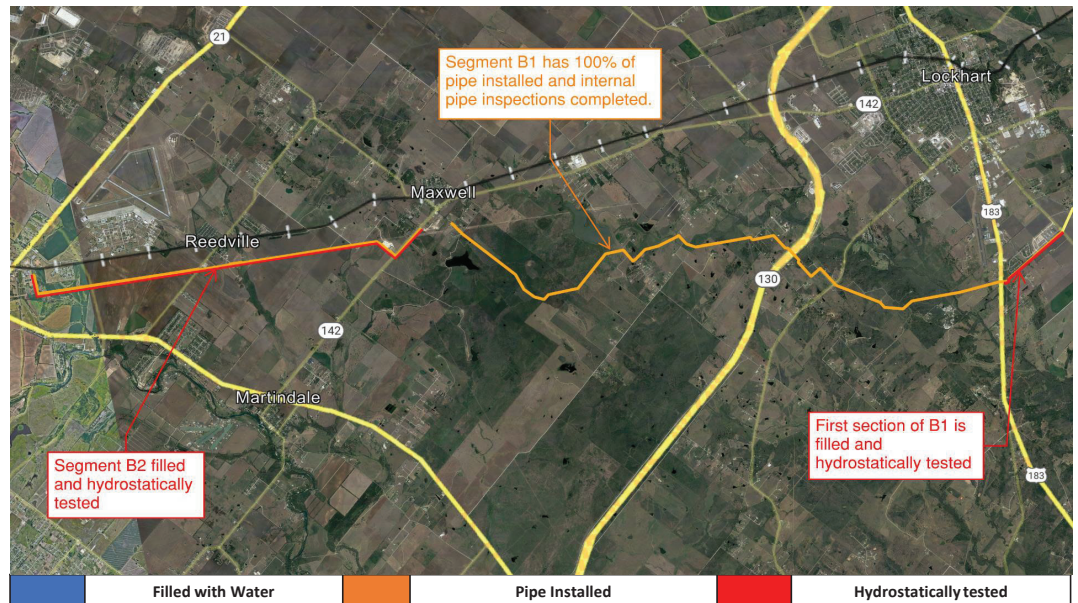 21
Segment B1 has 100% of
pipe installed and internal
pipe inspections completed.
Lockhart
142
Maxwell
183
Reedville
130
142
Martindale
First section of B1 is
filled and
hydrostatically tested
Segment B2 filled
and hydrostatically
tested
183
Filled with Water
Pipe Installed
Hydrostatically tested